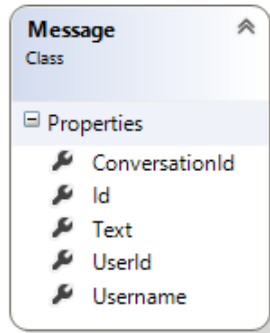 Message
Class
Properties
ConversationId
Id
Text
UserId
Username